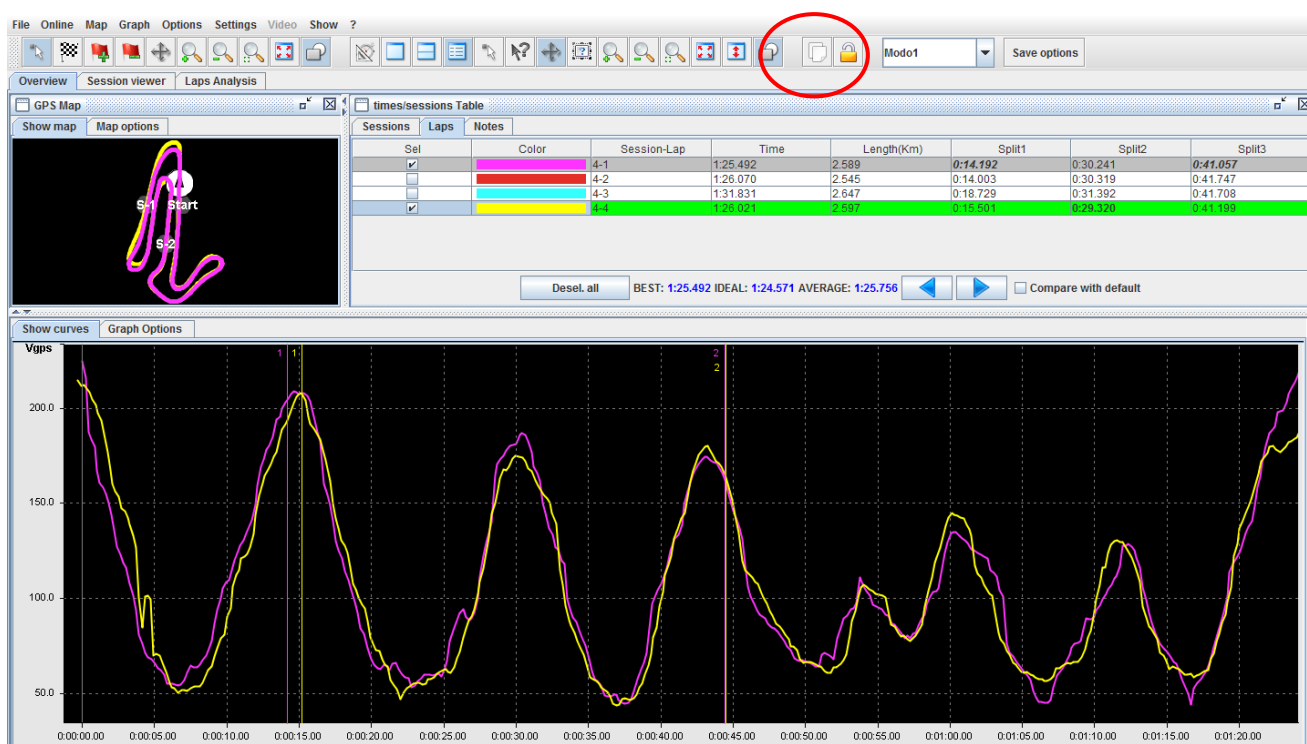 File Online Map Graph Options Settings Video Show ?
Modo1 Save options
Overview Session viewer Laps Analysis
GPS Map times/sessions Table
Show map Map options Sessions Laps Notes
Sel Color Session-Lap Time Length(Km) Split1 Split2 Split3
4-1 1:25.492 2.589 0:14.192 0:30.241 0:41.057
4-2 1:26.070 2.545 0:14.003 0:30.319 0:41.747
4-3 1:31.831 2.647 0:18.729 0:31.392 0:41.708
4-4 1:26.021 2.597 0:15.501 0:29.320 0:41.199
S-1 Start
S-2
Desel. all BEST: 1:25.492 IDEAL: 1:24.571 AVERAGE: 1:25.756 Compare with default
Show curves Graph Options
Vgps
1 1 2
2
200.0
150.0
100.0
50.0
0:00:00.00 0:00:05.00 0:00:10.00 0:00:15.00 0:00:20.00 0:00:25.00 0:00:30.00 0:00:35.00 0:00:40.00 0:00:45.00 0:00:50.00 0:00:55.00 0:01:00.00 0:01:05.00 0:01:10.00 0:01:15.00 0:01:20.00